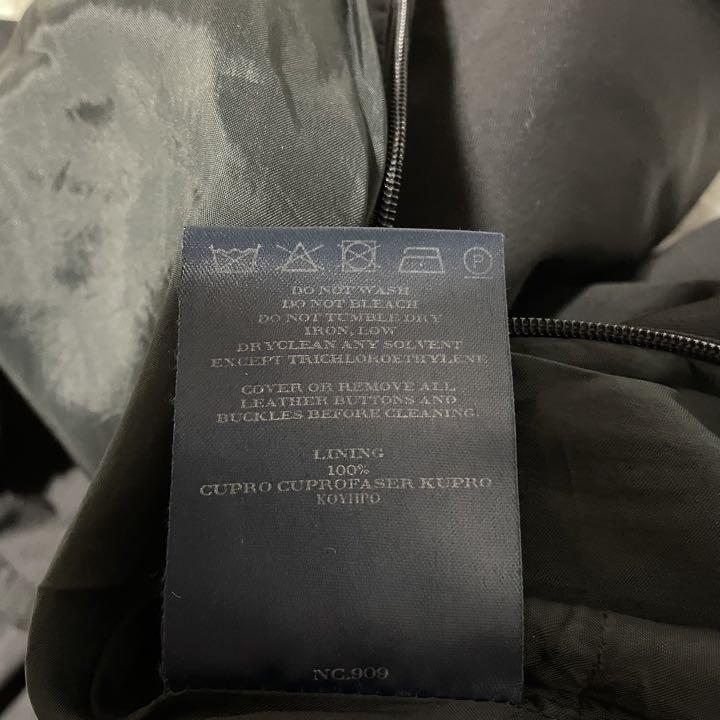 P
DO NOT WASH
DO NOT BLEACH
DO NOT TUMBLE DRY
IRON, LOW
DRYCLEAN ANY SOLVENT
EXCEPT TRICHLOROETHYLENE
COVER OR REMOVE ALL
LEATHER BUTTONS AND
BUCKLES BEFORE CLEANING.
LINING
100%
CUPRO CUPROFASER KUPRO
ΚΟΥΠΡΟ
NC.909